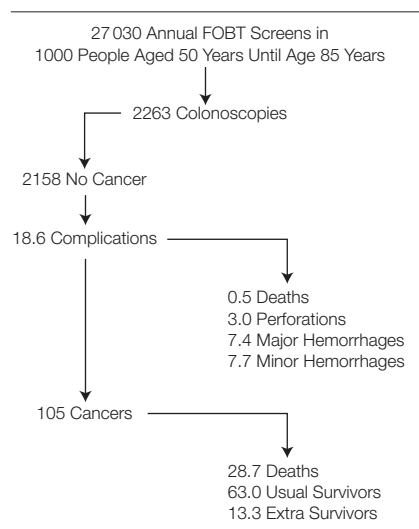 27 030 Annual FOBT Screens in
1000 People Aged 50 Years Until Age 85 Years
2263 Colonoscopies
2158 No Cancer
18.6 Complications
0.5 Deaths
3.0 Perforations
7.4 Major Hemorrhages
7.7 Minor Hemorrhages
105 Cancers
28.7 Deaths
63.0 Usual Survivors
13.3 Extra Survivors